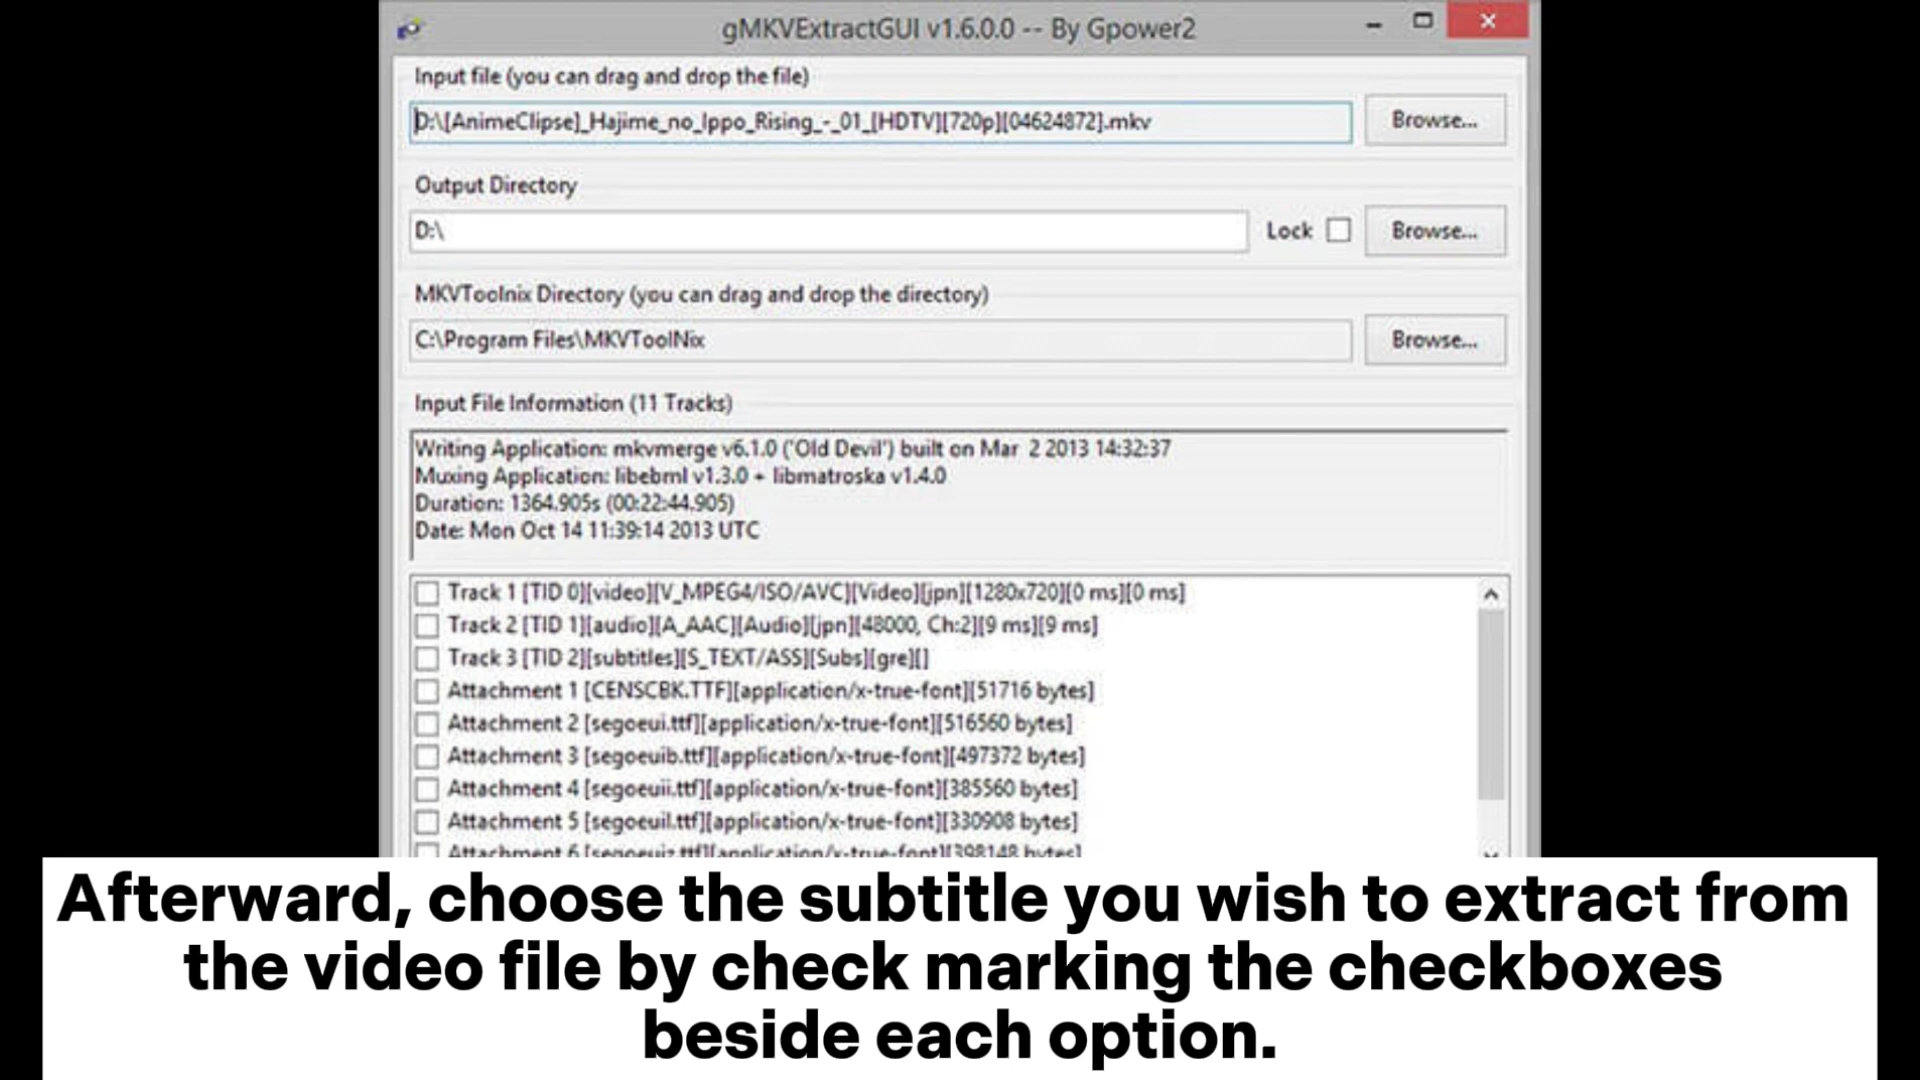 gMKVExtractGUI v1.6.0.0 -- By Gpower2
Input file (you can drag and drop the file)
D:\[AnimeClipse]_Hajime_no_Ippo_Rising_-_01_[HDTV][720p][04624872].mkv
Browse...
Output Directory
D:\
Lock
Browse...
MKVToolnix Directory (you can drag and drop the directory)
C:\Program Files\MKVToolNix
Browse...
Input File Information (11 Tracks)
Writing Application: mkvmerge v6.1.0 ('Old Devil') built on Mar  2 2013 14:32:37
Muxing Application: libebml v1.3.0 + libmatroska v1.4.0
Duration: 1364.905s (00:22:44.905)
Date: Mon Oct 14 11:39:14 2013 UTC
Track 1 [TID 0][video][V_MPEG4/ISO/AVC][Video][jpn][1280x720][0 ms][0 ms]
Track 2 [TID 1][audio][A_AAC][Audio][jpn][48000, Ch:2][9 ms][9 ms]
Track 3 [TID 2][subtitles][S_TEXT/ASS][Subs][gre][]
Attachment 1 [CENSCBK.TTF][application/x-true-font][51716 bytes]
Attachment 2 [segoeui.ttf][application/x-true-font][516560 bytes]
Attachment 3 [segoeuib.ttf][application/x-true-font][497372 bytes]
Attachment 4 [segoeuii.ttf][application/x-true-font][385560 bytes]
Attachment 5 [segoeuil.ttf][application/x-true-font][330908 bytes]
Attachment 6 [segoeuiz.ttf][application/x-true-font][398148 bytes]
Afterward, choose the subtitle you wish to extract from
the video file by check marking the checkboxes
beside each option.